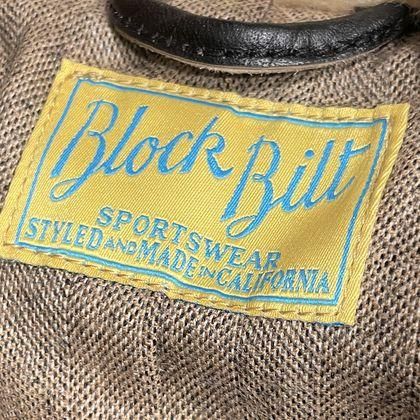 Block Bilt
SPORTSWEAR
STYLED AND MADE IN CALIFORNIA